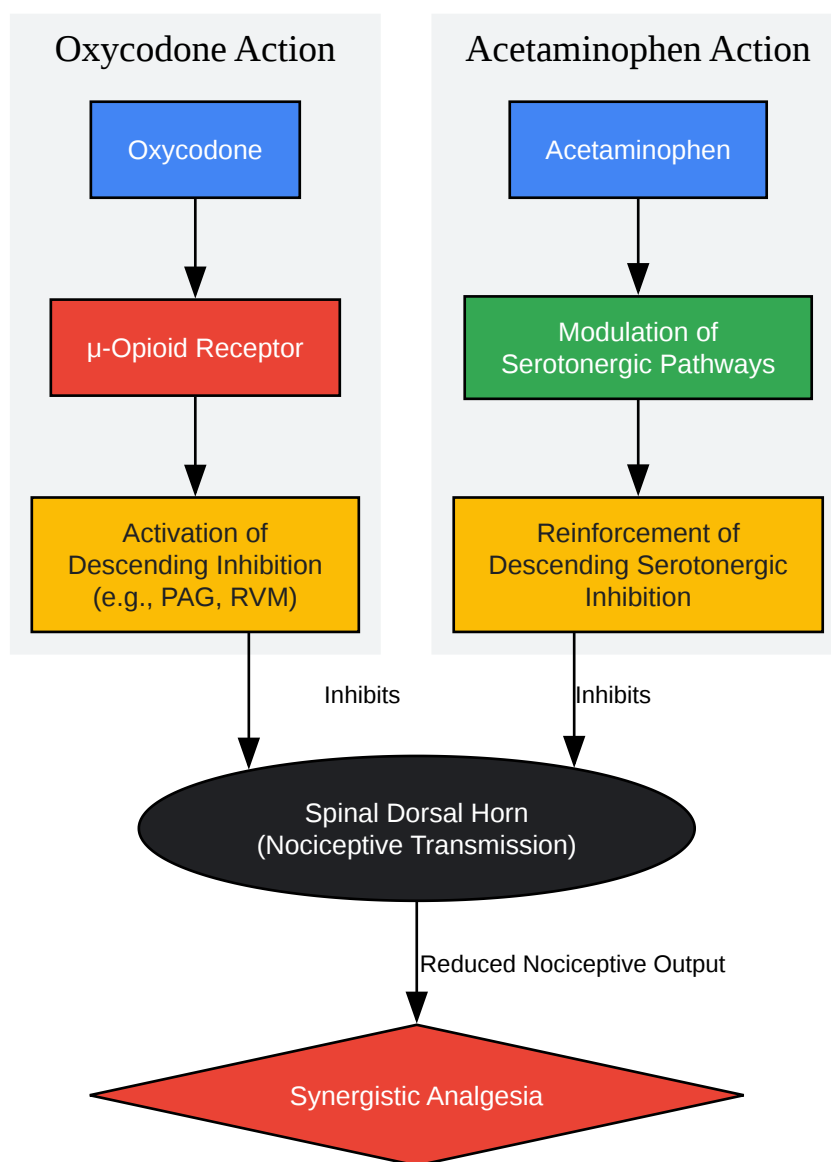 Oxycodone Action
Acetaminophen Action
Oxycodone
Acetaminophen
μ-Opioid Receptor
Modulation of
Serotonergic Pathways
Activation of
Descending Inhibition
(e.g., PAG, RVM)
Reinforcement of
Descending Serotonergic
Inhibition
Inhibits
Inhibits
Spinal Dorsal Horn
(Nociceptive Transmission)
Reduced Nociceptive Output
Synergistic Analgesia